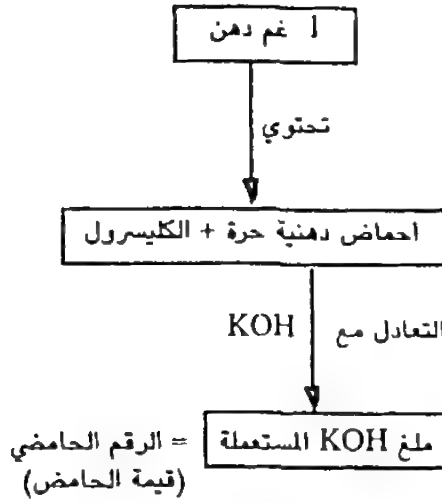 1 غم دهن
تحتوي
احماض دهنية حرة + الكليسرول
التعادل مع KOH
ملغ KOH المستعملة = الرقم الحامضي
(قيمة الحامض)